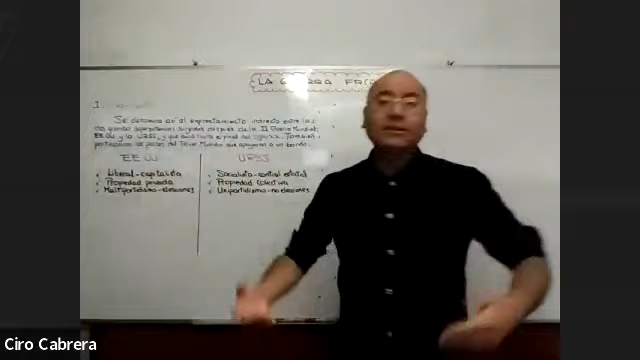 LA GUERRA FRÍA
1.
Se denomina así al enfrentamiento indirecto entre las
dos grandes superpotencias surgidas después de la II Guerra Mundial:
EE.UU y la URSS, y que duró hasta el final del siglo XX. También
participaron los países del Tercer Mundo que apoyaron a un bando.
EE UU
URSS
Liberal - capitalista
Propiedad privada
Multipartidismo - elecciones
Socialista - control estatal
Propiedad colectiva
Unipartidismo - no elecciones
Ciro Cabrera